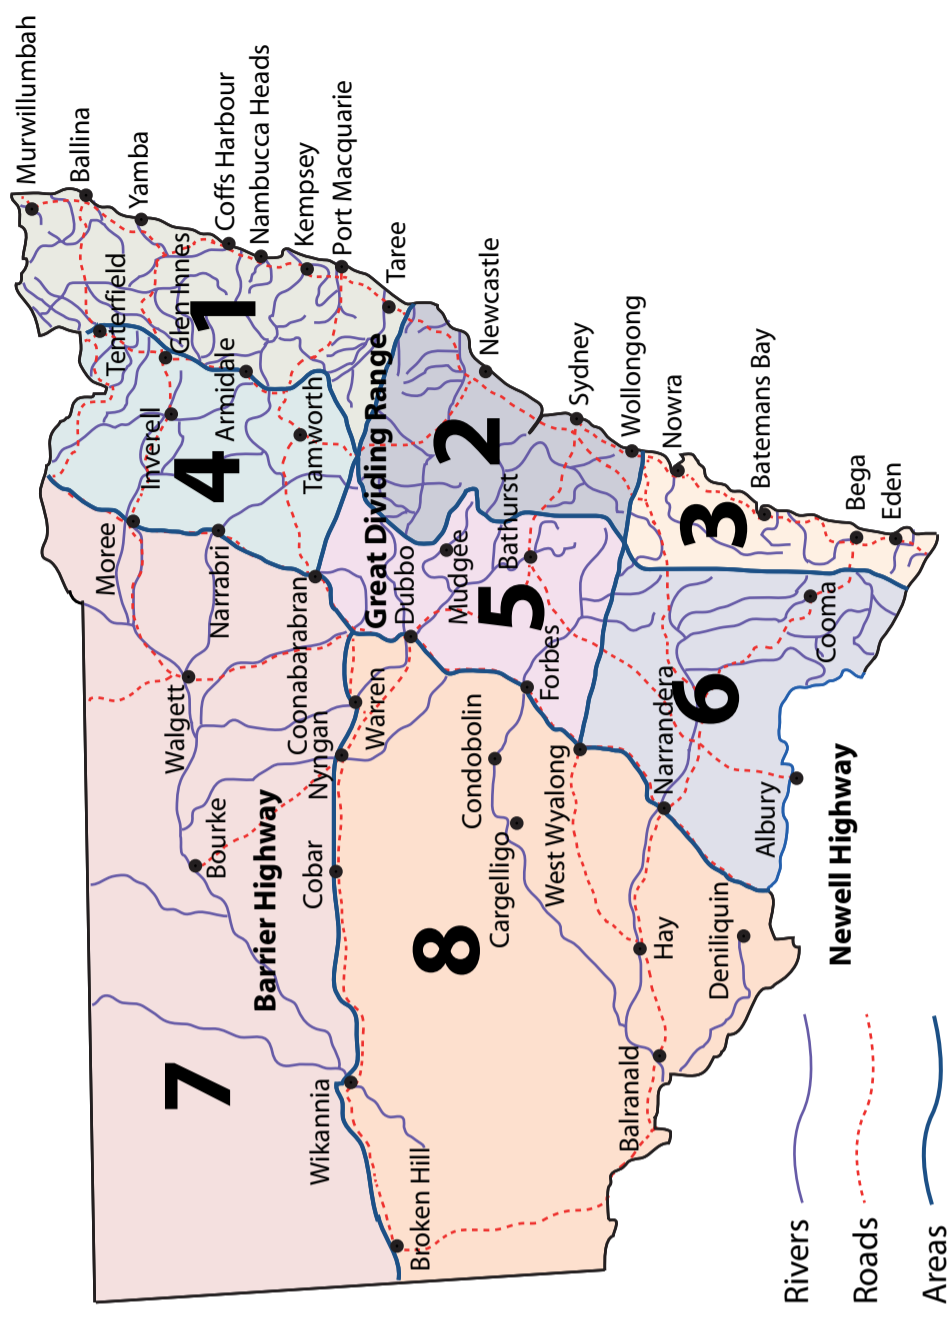 Murwillumbah
Ballina
Yamba
Tenterfield
Glen Innes
Coffs Harbour
Nambucca Heads
1
Armidale
Inverell
4
Kempsey
Port Macquarie
Tamworth
Taree
Moree
Narrabri
Walgett
Coonabarabran
Great Dividing Range
Newcastle
2
Dubbo
Mudgee
Bathurst
Sydney
5
Wollongong
Nowra
3
Batemans Bay
Bega
Eden
Bourke
Barrier Highway
Nyngan
Warren
Cobar
7
Wikannia
Broken Hill
8
Condobolin
Cargelligo
Forbes
West Wyalong
Narrandera
6
Cooma
Albury
Hay
Deniliquin
Balranald
Newell Highway
Rivers
Roads
Areas